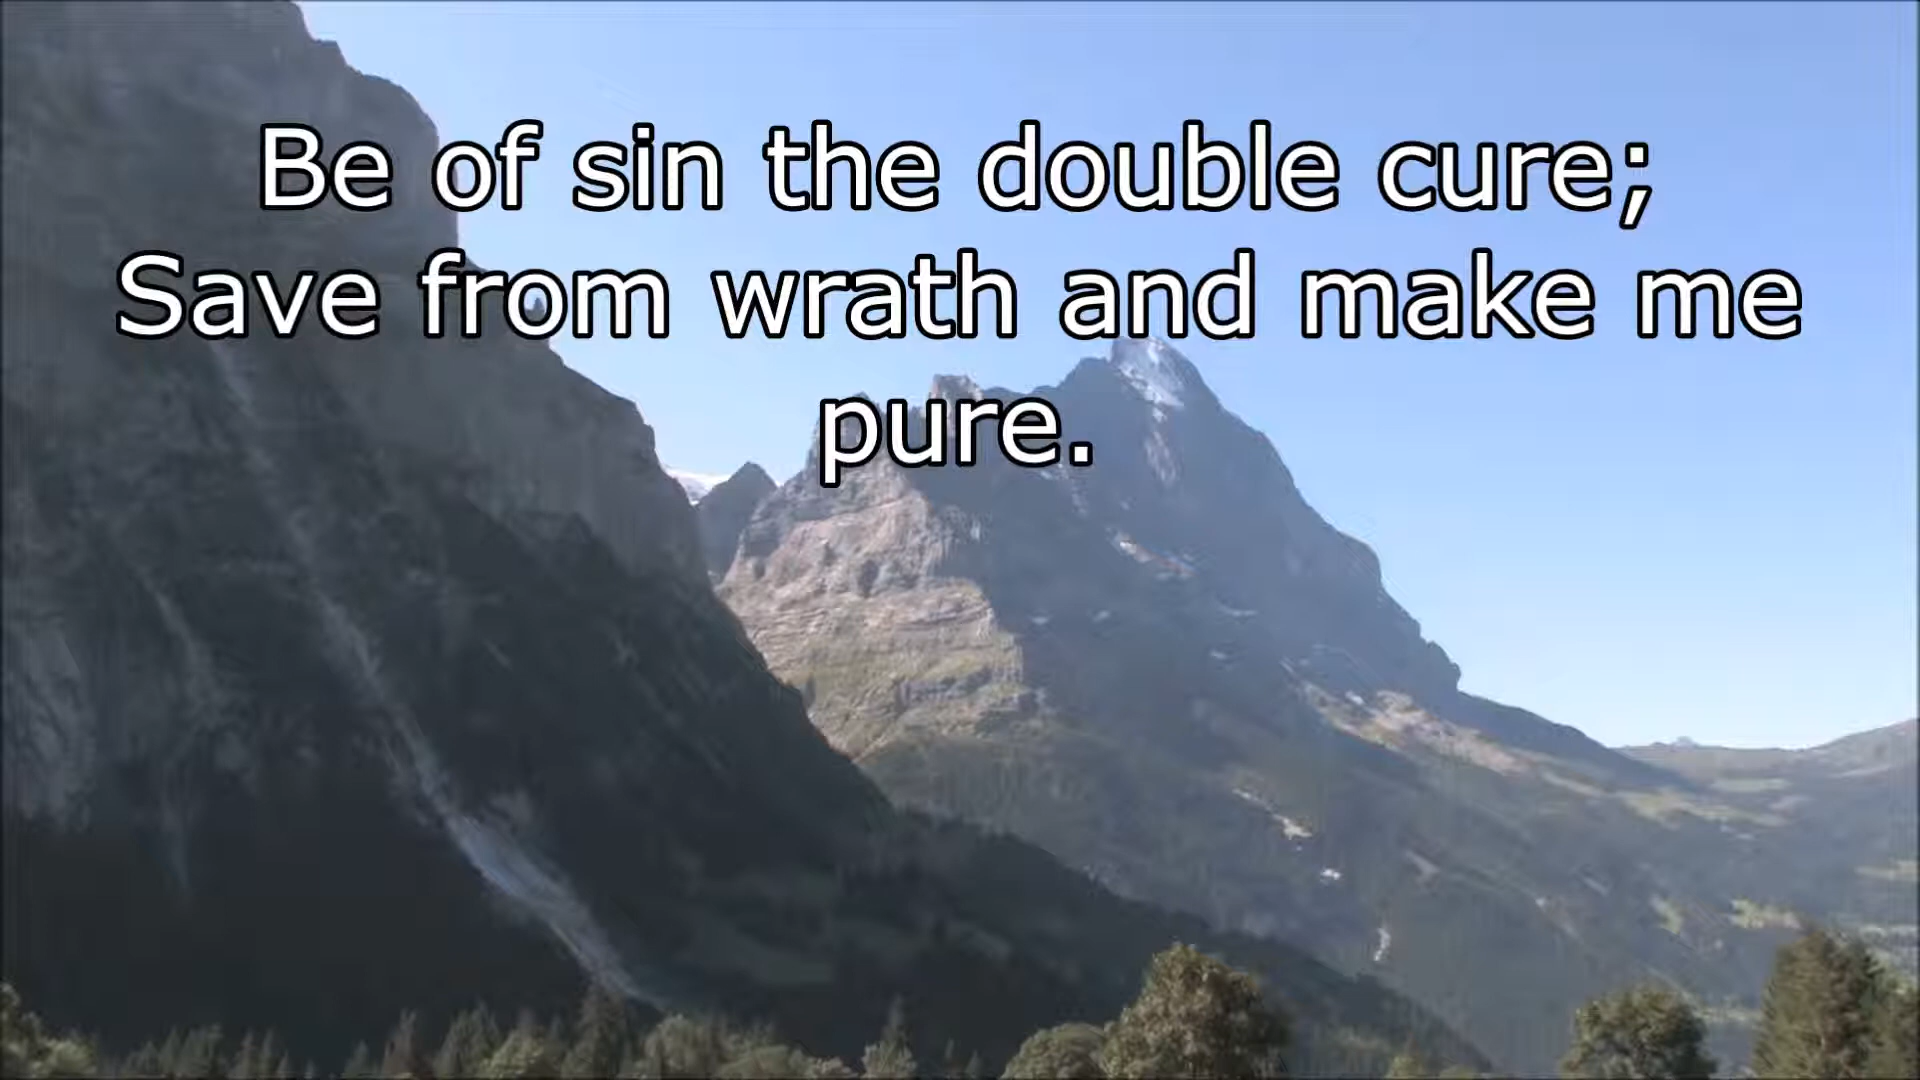 Be of sin the double cure;
Save from wrath and make me
pure.